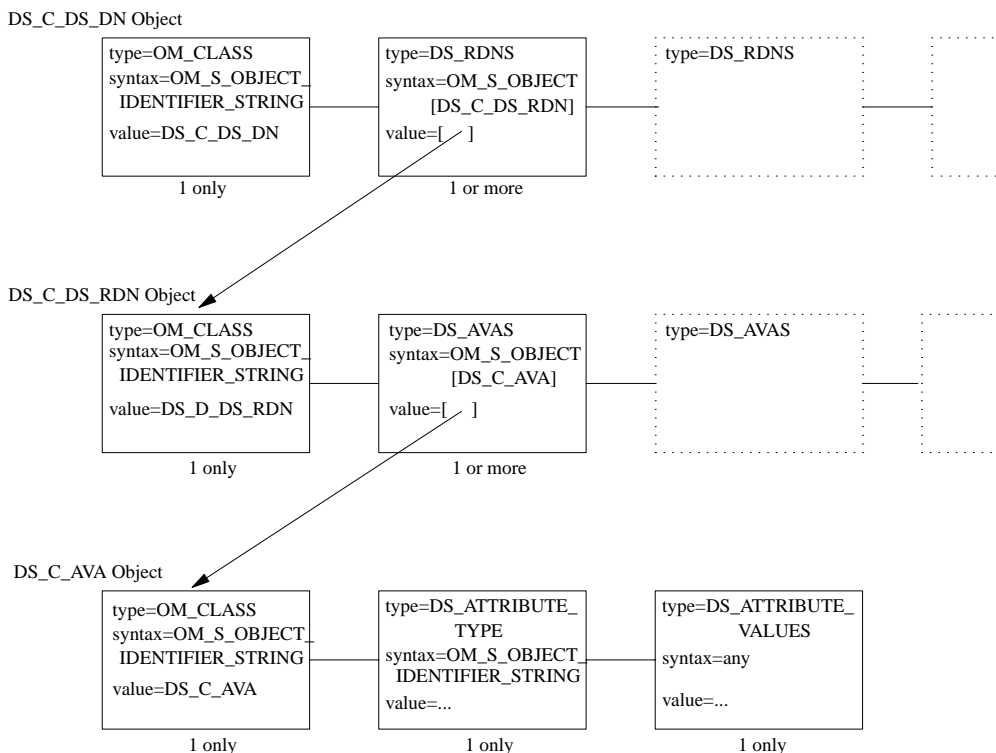 DS_C_DS_DN Object
type=OM_CLASS
syntax=OM_S_OBJECT_
IDENTIFIER_STRING
value=DS_C_DS_DN
1 only
type=DS_RDNS
syntax=OM_S_OBJECT
[DS_C_DS_RDN]
value=[ ]
1 or more
type=DS_RDNS
DS_C_DS_RDN Object
type=OM_CLASS
syntax=OM_S_OBJECT_
IDENTIFIER_STRING
value=DS_D_DS_RDN
1 only
type=DS_AVAS
syntax=OM_S_OBJECT
[DS_C_AVA]
value=[ ]
1 or more
type=DS_AVAS
DS_C_AVA Object
type=OM_CLASS
syntax=OM_S_OBJECT_
IDENTIFIER_STRING
value=DS_C_AVA
1 only
type=DS_ATTRIBUTE_
TYPE
syntax=OM_S_OBJECT_
IDENTIFIER_STRING
value=...
1 only
type=DS_ATTRIBUTE_
VALUES
syntax=any
value=...
1 only